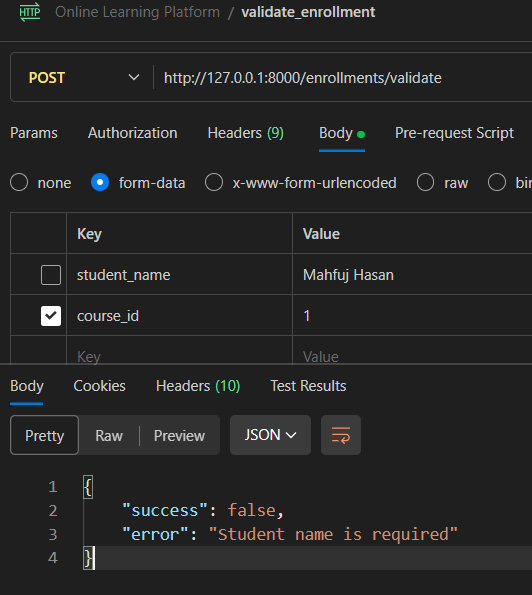 HTTP Online Learning Platform / validate_enrollment
POST http://127.0.0.1:8000/enrollments/validate
Params Authorization Headers (9) Body Pre-request Script
none form-data x-www-form-urlencoded raw bin
Key Value
student_name Mahfuj Hasan
course_id 1
Key Value
Body Cookies Headers (10) Test Results
Pretty Raw Preview JSON
1 {
2 "success": false,
3 "error": "Student name is required"
4 }